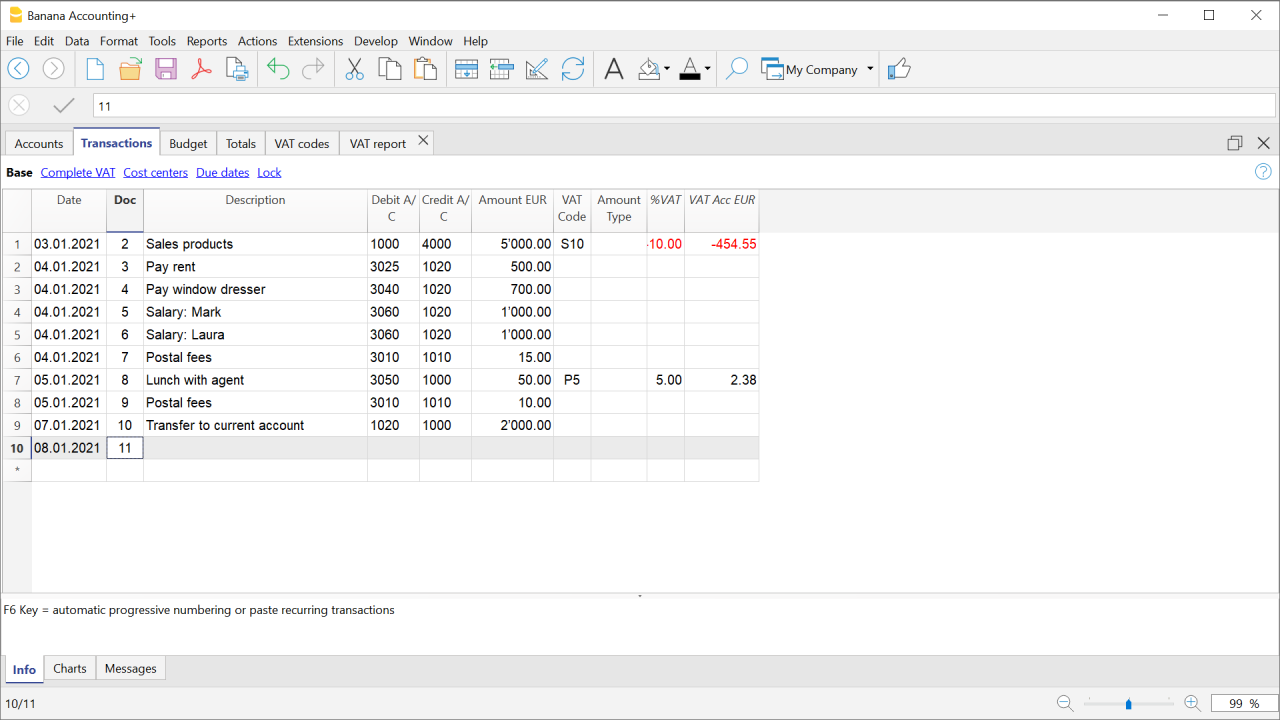 Banana Accounting+
File Edit Data Format Tools Reports Actions Extensions Develop Window Help
My Company
11
Accounts Transactions Budget Totals VAT codes VAT report
Base Complete VAT Cost centers Due dates Lock
Date Doc Description Debit A/ Credit A/ Amount EUR VAT Amount %VAT VAT Acc EUR
C C Code Type
1 03.01.2021 2 Sales products 1000 4000 5'000.00 S10 -10.00 -454.55
2 04.01.2021 3 Pay rent 3025 1020 500.00
3 04.01.2021 4 Pay window dresser 3040 1020 700.00
4 04.01.2021 5 Salary: Mark 3060 1020 1'000.00
5 04.01.2021 6 Salary: Laura 3060 1020 1'000.00
6 04.01.2021 7 Postal fees 3010 1010 15.00
7 05.01.2021 8 Lunch with agent 3050 1000 50.00 P5 5.00 2.38
8 05.01.2021 9 Postal fees 3010 1010 10.00
9 07.01.2021 10 Transfer to current account 1020 1000 2'000.00
10 08.01.2021 11
*
F6 Key = automatic progressive numbering or paste recurring transactions
Info Charts Messages
10/11 99 %